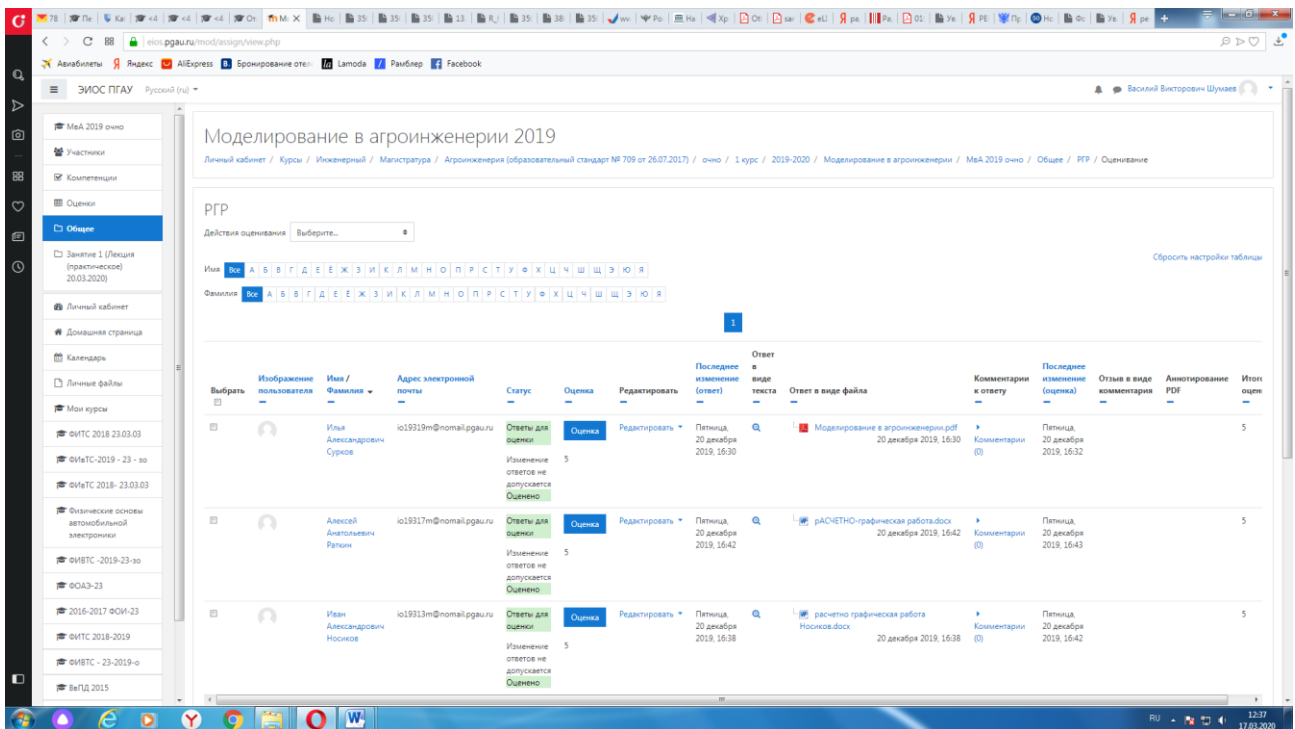 eios.pgau.ru/mod/assign/view.php
Авиабилеты Яндекс AliExpress Бронирование отел Lamoda Рамблер Facebook
ЭИОС ПГАУ Русский (ru)
Василий Викторович Шумаев
МвА 2019 очно
Участники
Компетенции
Оценки
Общее
Занятие 1 (Лекция
(практическое)
20.03.2020)
Личный кабинет
Домашняя страница
Календарь
Личные файлы
Мои курсы
ФИТС 2018 23.03.03
ФИвТС-2019 - 23 - зо
ФИвТС 2018- 23.03.03
Физические основы
автомобильной
электроники
ФИВТС -2019-23-зо
ФОАЭ-23
2016-2017 ФОИ-23
ФИТС 2018-2019
ФИВТС - 23-2019-о
ВвПД 2015
Моделирование в агроинженерии 2019
Личный кабинет / Курсы / Инженерный / Магистратура / Агроинженерия (образовательный стандарт № 709 от 26.07.2017) / очно / 1 курс / 2019-2020 / Моделирование в агроинженерии / МвА 2019 очно / Общее / РГР / Оценивание
РГР
Действия оценивания Выберите...
Сбросить настройки таблицы
Имя Все А Б В Г Д Е Ё Ж З И К Л М Н О П Р С Т У Ф Х Ц Ч Ш Щ Э Ю Я
Фамилия Все А Б В Г Д Е Ё Ж З И К Л М Н О П Р С Т У Ф Х Ц Ч Ш Щ Э Ю Я
1
Выбрать
Изображение
пользователя
Имя /
Фамилия
Адрес электронной
почты
Статус
Оценка
Редактировать
Последнее
изменение
(ответ)
Ответ
в
виде
текста
Ответ в виде файла
Комментарии
к ответу
Последнее
изменение
(оценка)
Отзыв в виде
комментария
Аннотирование
PDF
Итого
оцен
Илья
Александрович
Сурков
io19319m@nomail.pgau.ru
Ответы для
оценки
Изменение
ответов не
допускается
Оценено
Оценка
5
Редактировать
Пятница,
20 декабря
2019, 16:30
Моделирование в агроинженерии.pdf
20 декабря 2019, 16:30
Комментарии
(0)
Пятница,
20 декабря
2019, 16:32
5
Алексей
Анатольевич
Раткин
io19317m@nomail.pgau.ru
Ответы для
оценки
Изменение
ответов не
допускается
Оценено
Оценка
5
Редактировать
Пятница,
20 декабря
2019, 16:42
рАСЧЕТНО-графическая работа.docx
20 декабря 2019, 16:42
Комментарии
(0)
Пятница,
20 декабря
2019, 16:43
5
Иван
Александрович
Носиков
io19313m@nomail.pgau.ru
Ответы для
оценки
Изменение
ответов не
допускается
Оценено
Оценка
5
Редактировать
Пятница,
20 декабря
2019, 16:38
расчетно графическая работа
Носиков.docx
20 декабря 2019, 16:38
Комментарии
(0)
Пятница,
20 декабря
2019, 16:42
5
RU
12:37
17.03.2020